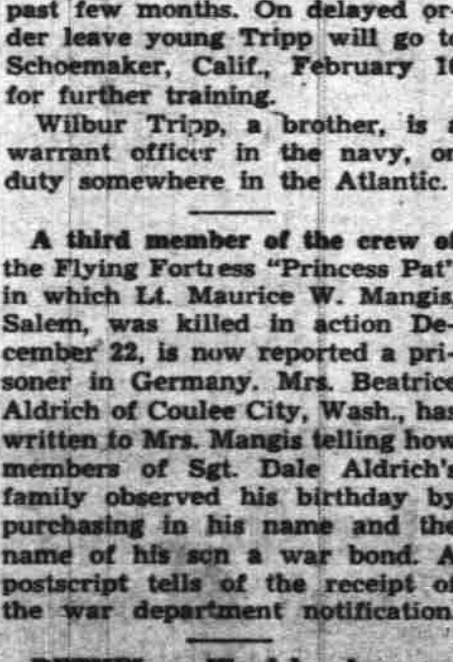 past few months. On delayed or-
der leave young Tripp will go to
Schoemaker, Calif., February 1
for further training.
Wilbur Tripp, a brother, is a
warrant officer in the navy, on
duty somewhere in the Atlantic.
A third member of the crew of
the Flying Fortress "Princess Pat"
in which Lt. Maurice W. Mangis,
Salem, was killed in action De-
cember 22, is now reported a pri-
soner in Germany. Mrs. Beatrice
Aldrich of Coulee City, Wash., has
written to Mrs. Mangis telling how
members of Sgt. Dale Aldrich's
family observed his birthday by
purchasing in his name and the
name of his son a war bond. A
postscript tells of the receipt of
the war department notification